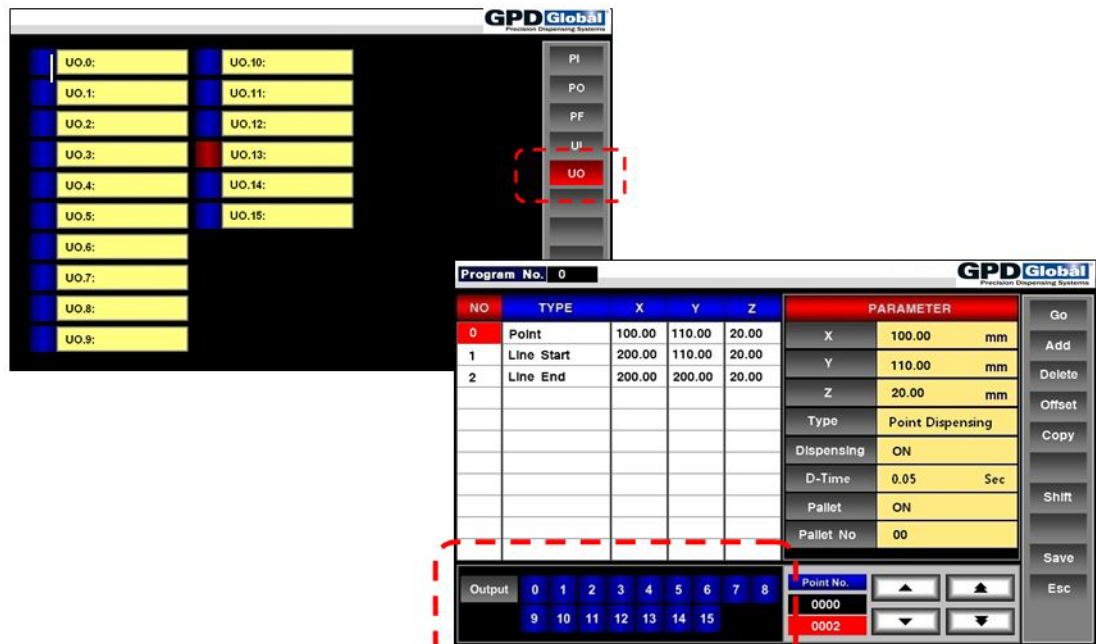 GPD Global
Precision Dispensing Systems
UO.0: UO.10:
UO.1: UO.11:
UO.2: UO.12:
UO.3: UO.13:
UO.4: UO.14:
UO.5: UO.15:
UO.6:
UO.7:
UO.8:
UO.9:
PI
PO
PF
UI
UO
Program No. 0
GPD Global
Precision Dispensing Systems
NO TYPE X Y Z
0 Point 100.00 110.00 20.00
1 Line Start 200.00 110.00 20.00
2 Line End 200.00 200.00 20.00
PARAMETER
X 100.00 mm
Y 110.00 mm
Z 20.00 mm
Type Point Dispensing
Dispensing ON
D-Time 0.05 Sec
Pallet ON
Pallet No 00
Go
Add
Delete
Offset
Copy
Shift
Save
Esc
Output 0 1 2 3 4 5 6 7 8
9 10 11 12 13 14 15
Point No.
0000
0002